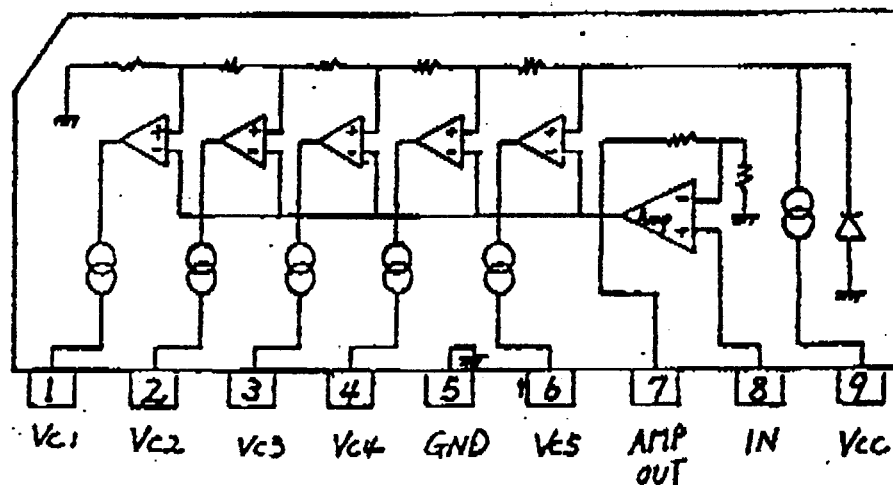 + + + + +
- - - - -
Amp
-
+
1 2 3 4 5 6 7 8 9
VC1 VC2 VC3 VC4 GND VC5 AMP OUT IN VCC